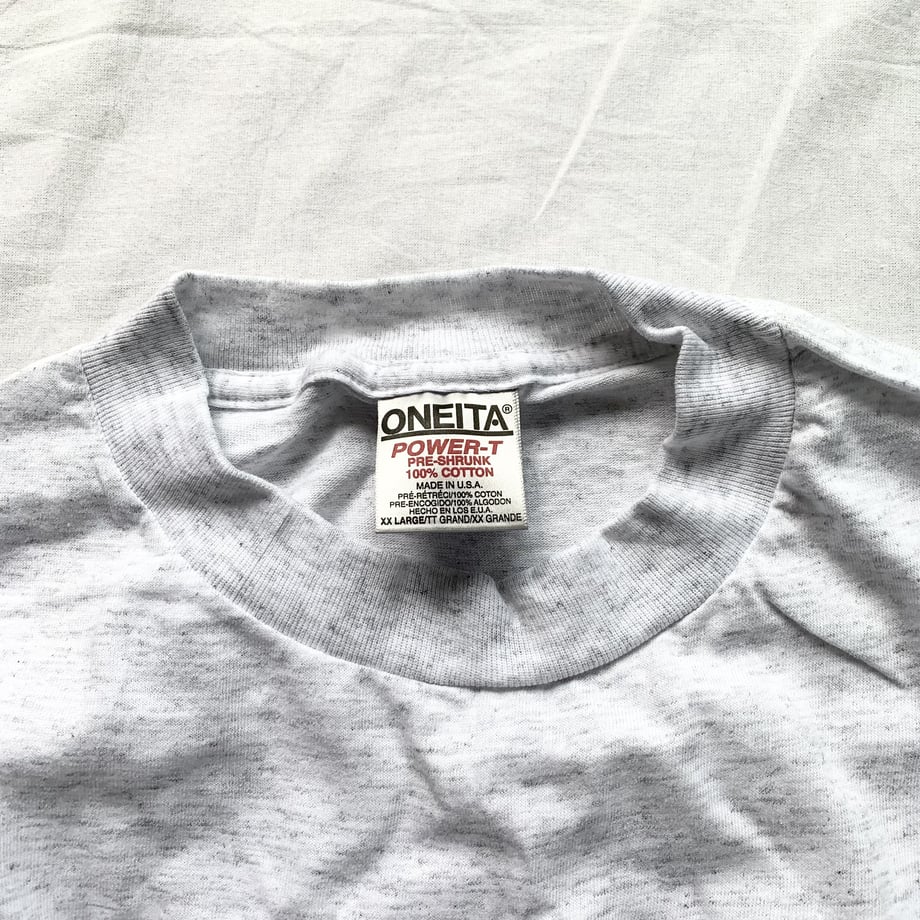 ONEITA®
POWER-T
PRE-SHRUNK
100% COTTON
MADE IN U.S.A.
PRÉ-RÉTRÉCI/100% COTON
PRE-ENCOGIDO/100% ALGODON
HECHO EN LOS E.U.A.
XX LARGE/TT GRAND/XX GRANDE